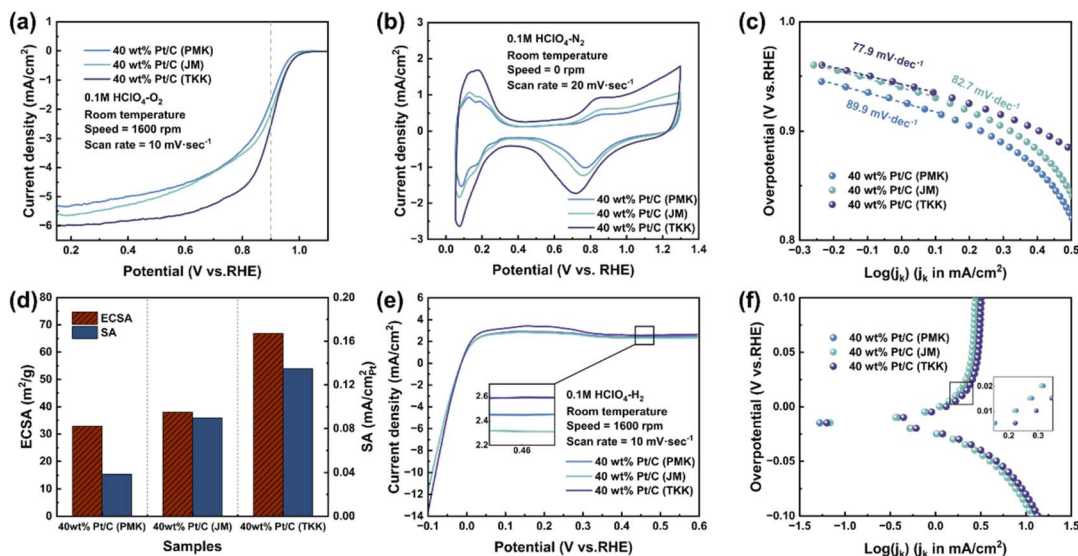 (a)
Current density (mA/cm²)
0
-1
-2
-3
-4
-5
-6
40 wt% Pt/C (PMK)
40 wt% Pt/C (JM)
40 wt% Pt/C (TKK)
0.1M HClO₄-O₂
Room temperature
Speed = 1600 rpm
Scan rate = 10 mV·sec⁻¹
0.2 0.4 0.6 0.8 1.0
Potential (V vs. RHE)
(b)
Current density (mA/cm²)
3
2
1
0
-1
-2
-3
0.1M HClO₄-N₂
Room temperature
Speed = 0 rpm
Scan rate = 20 mV·sec⁻¹
40 wt% Pt/C (PMK)
40 wt% Pt/C (JM)
40 wt% Pt/C (TKK)
0.0 0.2 0.4 0.6 0.8 1.0 1.2 1.4
Potential (V vs. RHE)
(c)
Overpotential (V vs.RHE)
1.0
0.9
0.8
77.9 mV·dec⁻¹
82.7 mV·dec⁻¹
89.9 mV·dec⁻¹
40 wt% Pt/C (PMK)
40 wt% Pt/C (JM)
40 wt% Pt/C (TKK)
-0.3 -0.2 -0.1 0.0 0.1 0.2 0.3 0.4 0.5
Log(jₖ) (jₖ in mA/cm²)
(d)
ECSA (m²/g)
80
70
60
50
40
30
20
10
0
ECSA
SA
0.20
0.16
0.12
0.08
0.04
0.00
SA (mA/cm²Pt)
40wt% Pt/C (PMK) 40wt% Pt/C (JM) 40wt% Pt/C (TKK)
Samples
(e)
Current density (mA/cm²)
6
4
2
0
-2
-4
-6
-8
-10
-12
-14
2.6
2.4
2.2
0.46
0.1M HClO₄-H₂
Room temperature
Speed = 1600 rpm
Scan rate = 10 mV·sec⁻¹
40 wt% Pt/C (PMK)
40 wt% Pt/C (JM)
40 wt% Pt/C (TKK)
-0.1 0.0 0.1 0.2 0.3 0.4 0.5 0.6
Potential (V vs.RHE)
(f)
Overpotential (V vs.RHE)
0.10
0.05
0.00
-0.05
-0.10
40 wt% Pt/C (PMK)
40 wt% Pt/C (JM)
40 wt% Pt/C (TKK)
0.02
0.01
0.2 0.3
-1.5 -1.0 -0.5 0.0 0.5 1.0 1.5
Log(jₖ) (jₖ in mA/cm²)